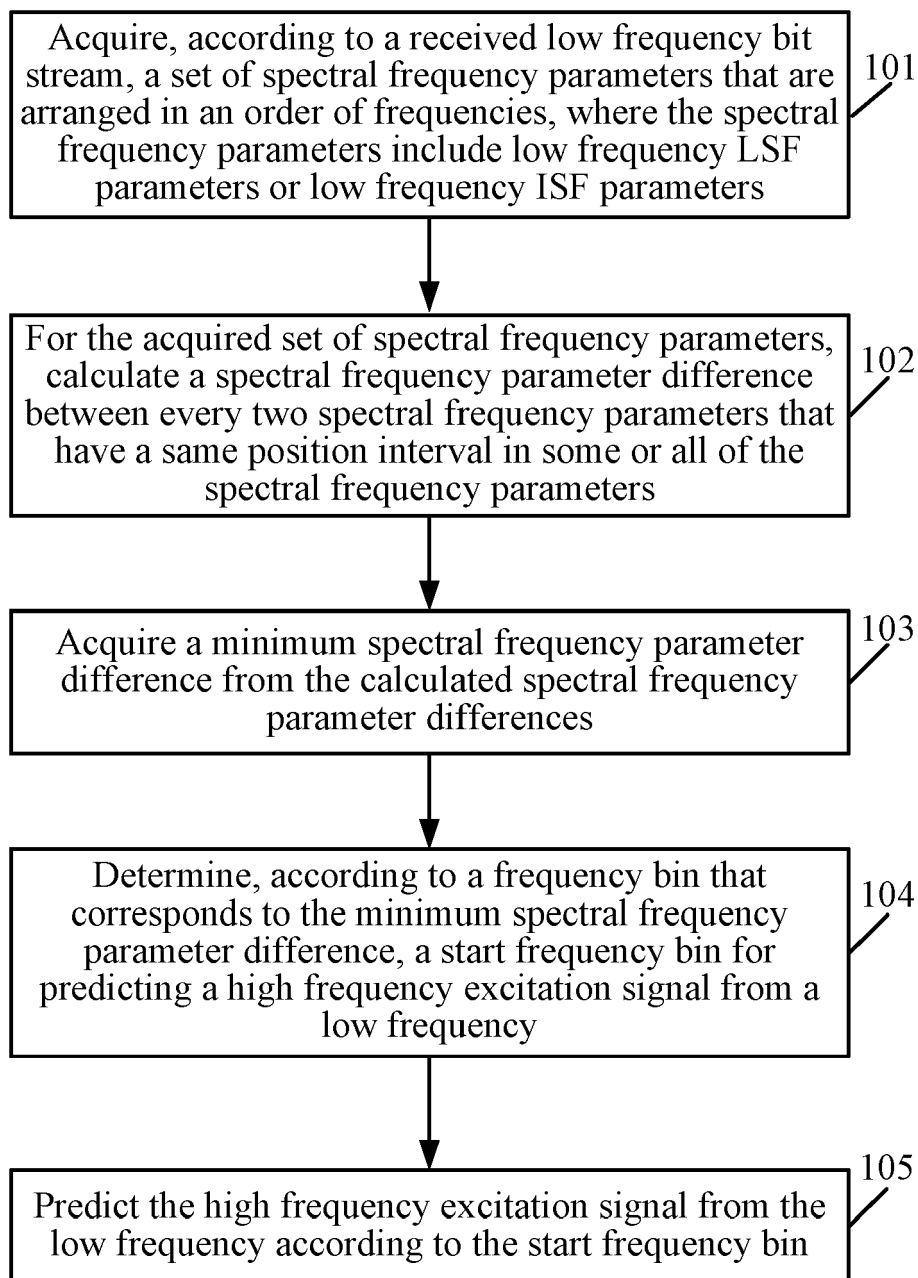 Acquire, according to a received low frequency bit
stream, a set of spectral frequency parameters that are
arranged in an order of frequencies, where the spectral
frequency parameters include low frequency LSF
parameters or low frequency ISF parameters
101
For the acquired set of spectral frequency parameters,
calculate a spectral frequency parameter difference
between every two spectral frequency parameters that
have a same position interval in some or all of the
spectral frequency parameters
102
Acquire a minimum spectral frequency parameter
difference from the calculated spectral frequency
parameter differences
103
Determine, according to a frequency bin that
corresponds to the minimum spectral frequency
parameter difference, a start frequency bin for
predicting a high frequency excitation signal from a
low frequency
104
Predict the high frequency excitation signal from the
low frequency according to the start frequency bin
105